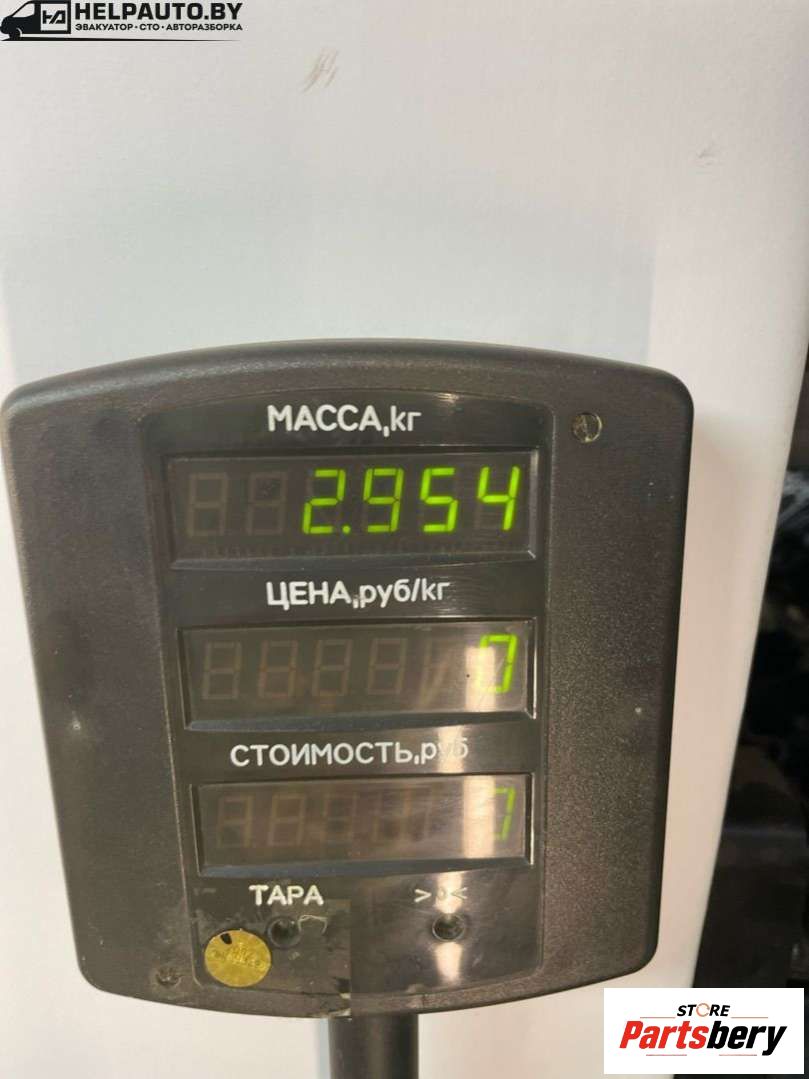 HELPAUTO.BY
ЭВАКУАТОР • СТО • АВТОРАЗБОРКА
МАССА,кг
2.954
ЦЕНА,руб/кг
0
СТОИМОСТЬ,руб
ТАРА
>0<
STORE
Partsbery